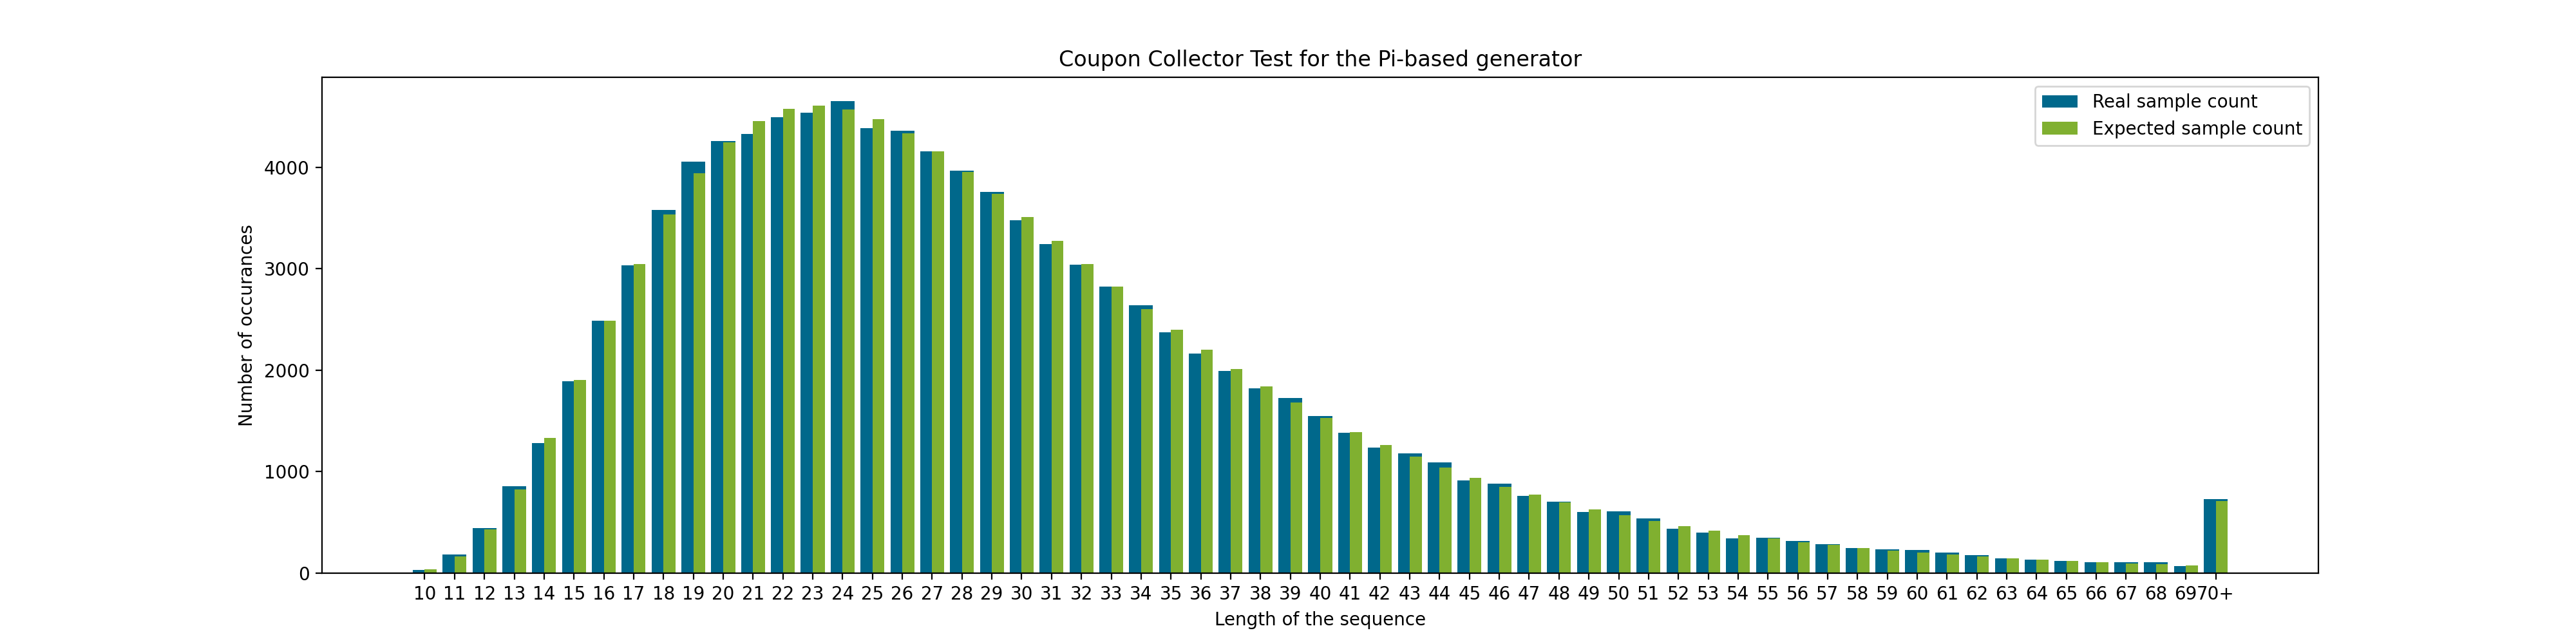 Coupon Collector Test for the Pi-based generator
Real sample count
Expected sample count
4000
3000
2000
1000
0
Number of occurances
10 11 12 13 14 15 16 17 18 19 20 21 22 23 24 25 26 27 28 29 30 31 32 33 34 35 36 37 38 39 40 41 42 43 44 45 46 47 48 49 50 51 52 53 54 55 56 57 58 59 60 61 62 63 64 65 66 67 68 69 70+
Length of the sequence